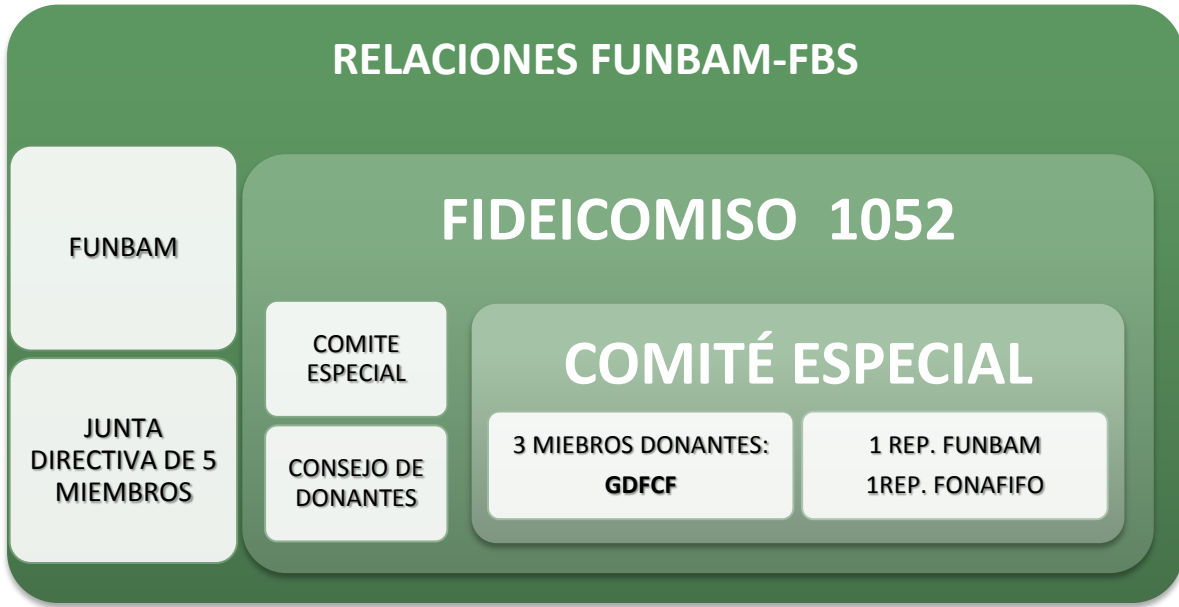 RELACIONES FUNBAM-FBS
FUNBAM
JUNTA
DIRECTIVA DE 5
MIEMBROS
FIDEICOMISO 1052
COMITE
ESPECIAL
CONSEJO DE
DONANTES
COMITÉ ESPECIAL
3 MIEBROS DONANTES:
GDFCF
1 REP. FUNBAM
1REP. FONAFIFO